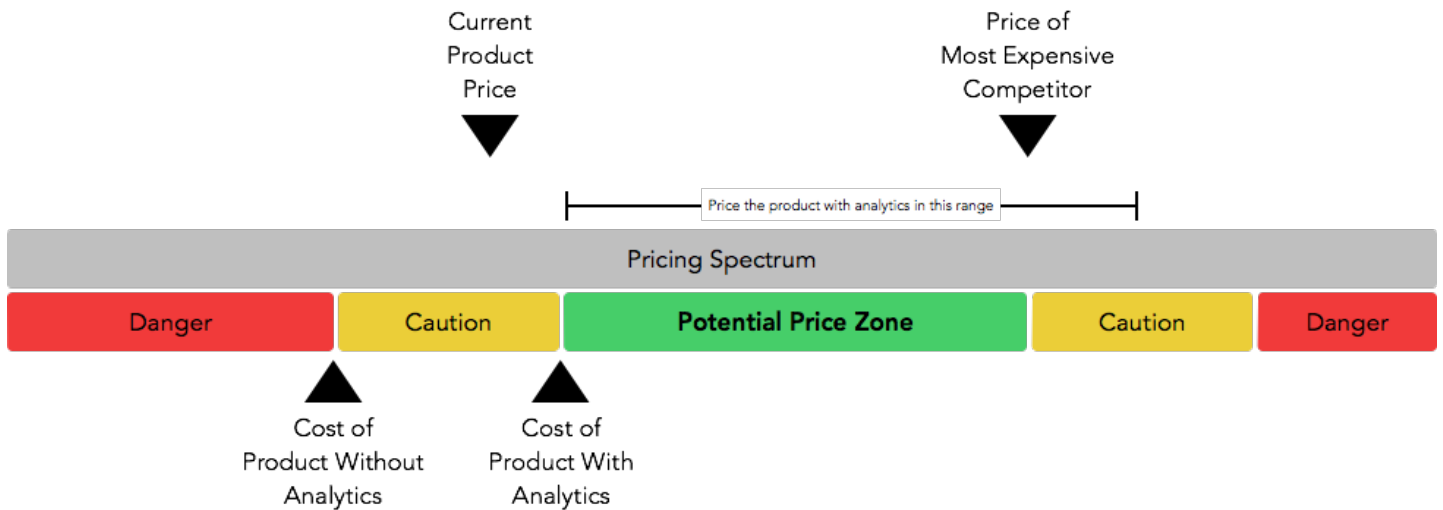 Current
Product
Price
Price of
Most Expensive
Competitor
Price the product with analytics in this range
Pricing Spectrum
Danger
Caution
Potential Price Zone
Caution
Danger
Cost of
Product Without
Analytics
Cost of
Product With
Analytics